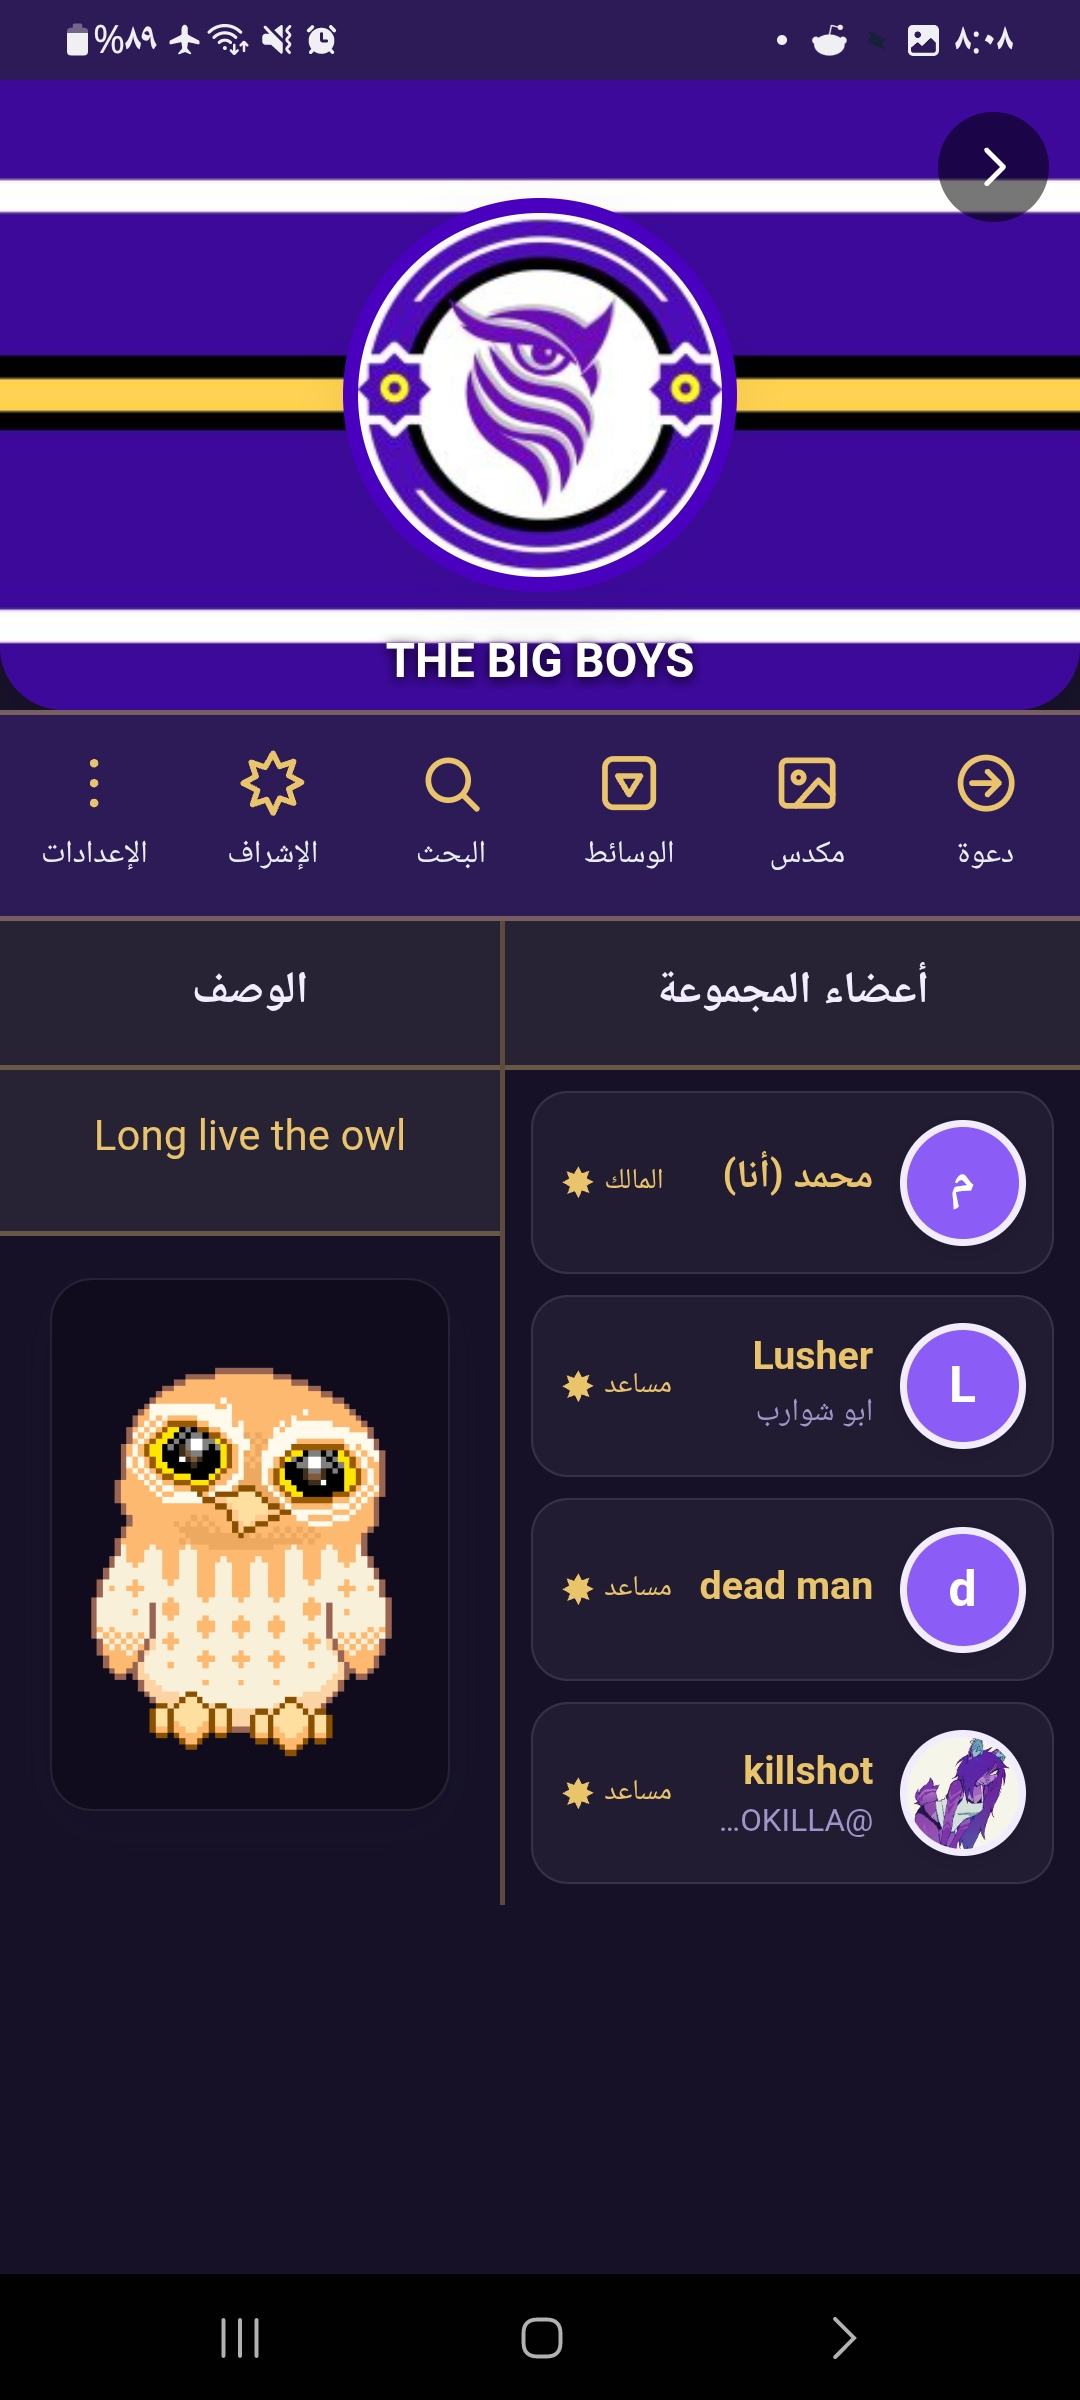 ٨:٠٨
%٨٩
THE BIG BOYS
دعوة
مكدس
الوسائط
البحث
الإشراف
الإعدادات
أعضاء المجموعة
م
محمد (أنا)
المالك
L
Lusher
ابو شوارب
مساعد
d
dead man
مساعد
killshot
@OKILLA...
مساعد
الوصف
Long live the owl